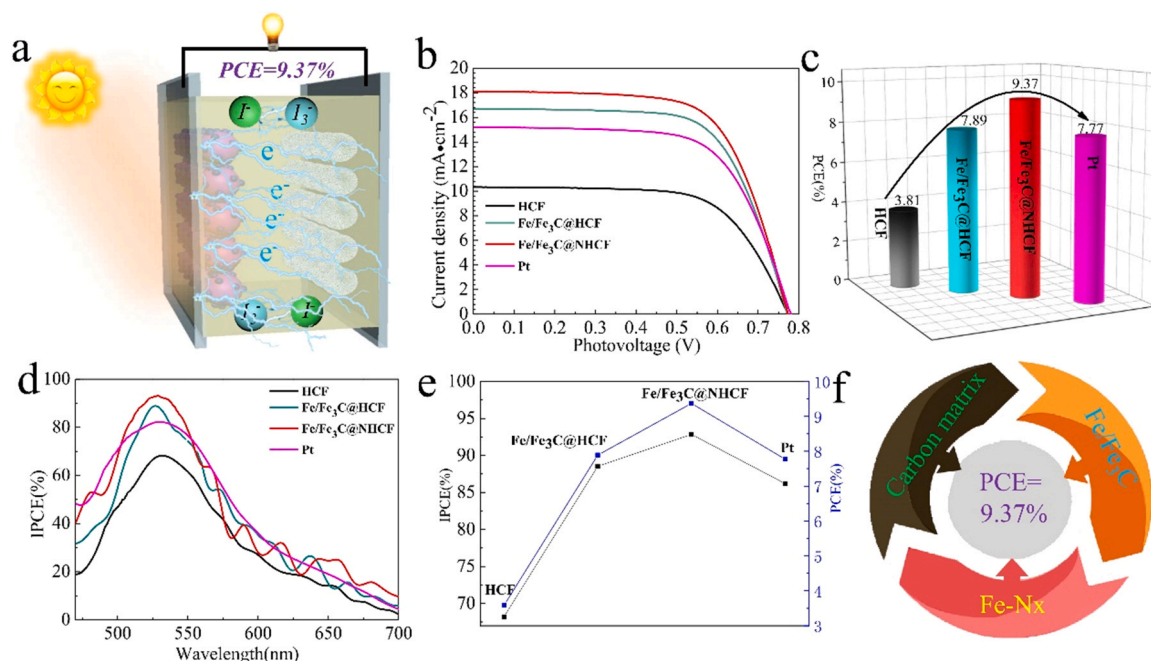 a
PCE=9.37%
I-
I3-
e-
e-
e-
e-
I3-
I-
b
Current density (mA•cm-2)
20
18
16
14
12
10
8
6
4
2
0
HCF
Fe/Fe3C@HCF
Fe/Fe3C@NHCF
Pt
0.0 0.1 0.2 0.3 0.4 0.5 0.6 0.7 0.8
Photovoltage (V)
c
PCE(%)
10
8
6
4
2
0
3.81
HCF
7.89
Fe/Fe3C@HCF
9.37
Fe/Fe3C@NHCF
7.77
Pt
d
IPCE(%)
100
80
60
40
20
0
HCF
Fe/Fe3C@HCF
Fe/Fe3C@NHCF
Pt
500 550 600 650 700
Wavelength(nm)
e
IPCE(%)
100
95
90
85
80
75
70
HCF
Fe/Fe3C@HCF
Fe/Fe3C@NHCF
Pt
10
9
8
7
6
5
4
3
PCE(%)
f
Carbon matrix
Fe/Fe3C
PCE=
9.37%
Fe-Nx